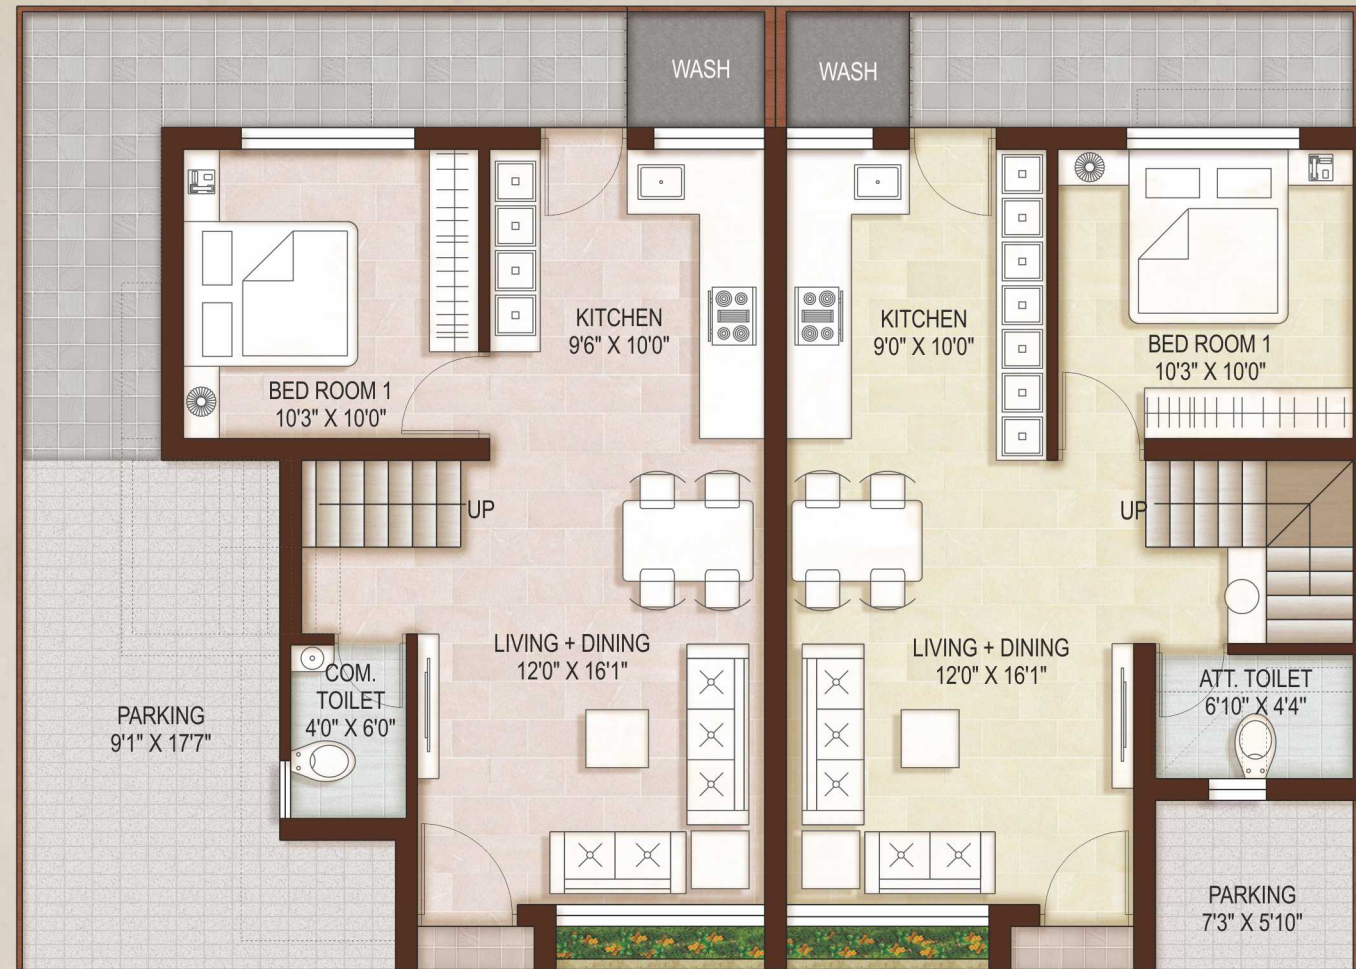 WASH
WASH
KITCHEN
9'6" X 10'0"
KITCHEN
9'0" X 10'0"
BED ROOM 1
10'3" X 10'0"
BED ROOM 1
10'3" X 10'0"
UP
UP
LIVING + DINING
12'0" X 16'1"
LIVING + DINING
12'0" X 16'1"
COM.
TOILET
4'0" X 6'0"
ATT. TOILET
6'10" X 4'4"
PARKING
9'1" X 17'7"
PARKING
7'3" X 5'10"